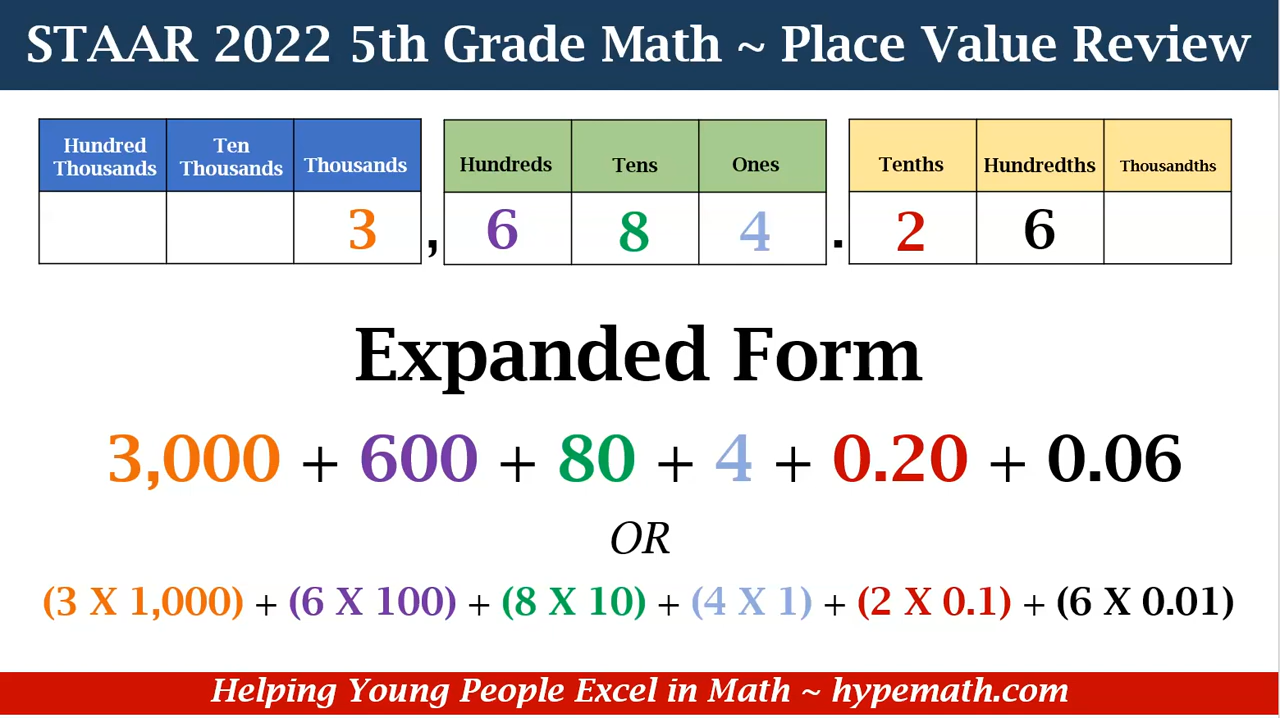 STAAR 2022 5th Grade Math ~ Place Value Review
Hundred Thousands Ten Thousands Thousands Hundreds Tens Ones Tenths Hundredths Thousandths
3 , 6 8 4 . 2 6
Expanded Form
3,000 + 600 + 80 + 4 + 0.20 + 0.06
OR
(3 X 1,000) + (6 X 100) + (8 X 10) + (4 X 1) + (2 X 0.1) + (6 X 0.01)
Helping Young People Excel in Math ~ hypemath.com